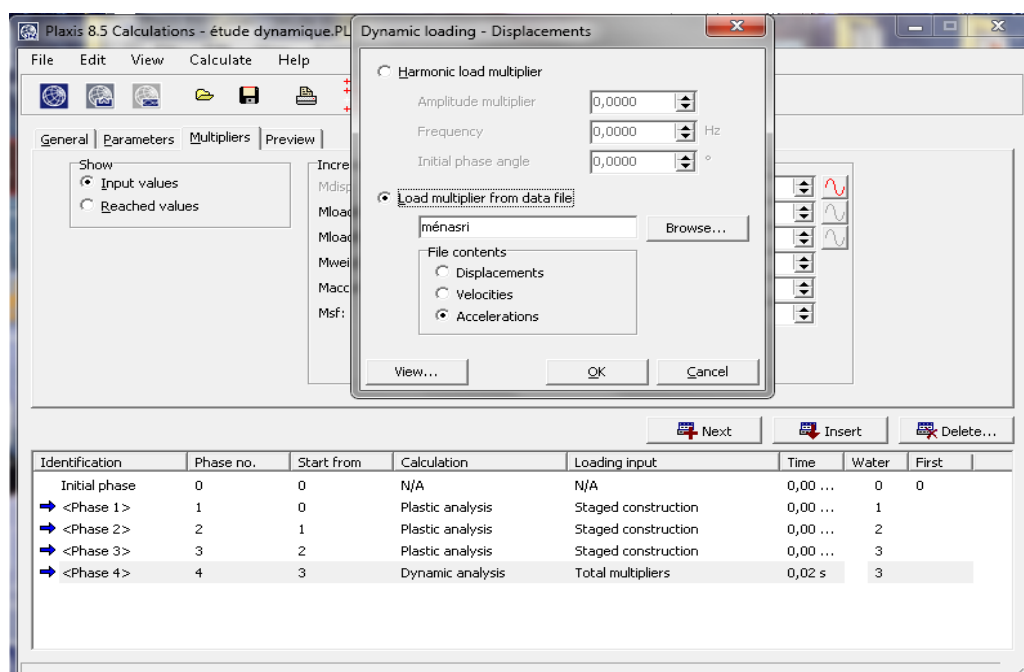 Plaxis 8.5 Calculations - étude dynamique.PL
File Edit View Calculate Help
General Parameters Multipliers Preview
Show
Input values
Reached values
Incre
Mdisp
Mload
Mload
Mwei
Macc
Msf:
Dynamic loading - Displacements
Harmonic load multiplier
Amplitude multiplier 0,0000
Frequency 0,0000 Hz
Initial phase angle 0,0000 °
Load multiplier from data file
ménasri Browse...
File contents
Displacements
Velocities
Accelerations
View... OK Cancel
Next Insert Delete...
Identification Phase no. Start from Calculation Loading input Time Water First
Initial phase 0 0 N/A N/A 0,00 ... 0 0
<Phase 1> 1 0 Plastic analysis Staged construction 0,00 ... 1
<Phase 2> 2 1 Plastic analysis Staged construction 0,00 ... 2
<Phase 3> 3 2 Plastic analysis Staged construction 0,00 ... 3
<Phase 4> 4 3 Dynamic analysis Total multipliers 0,02 s 3